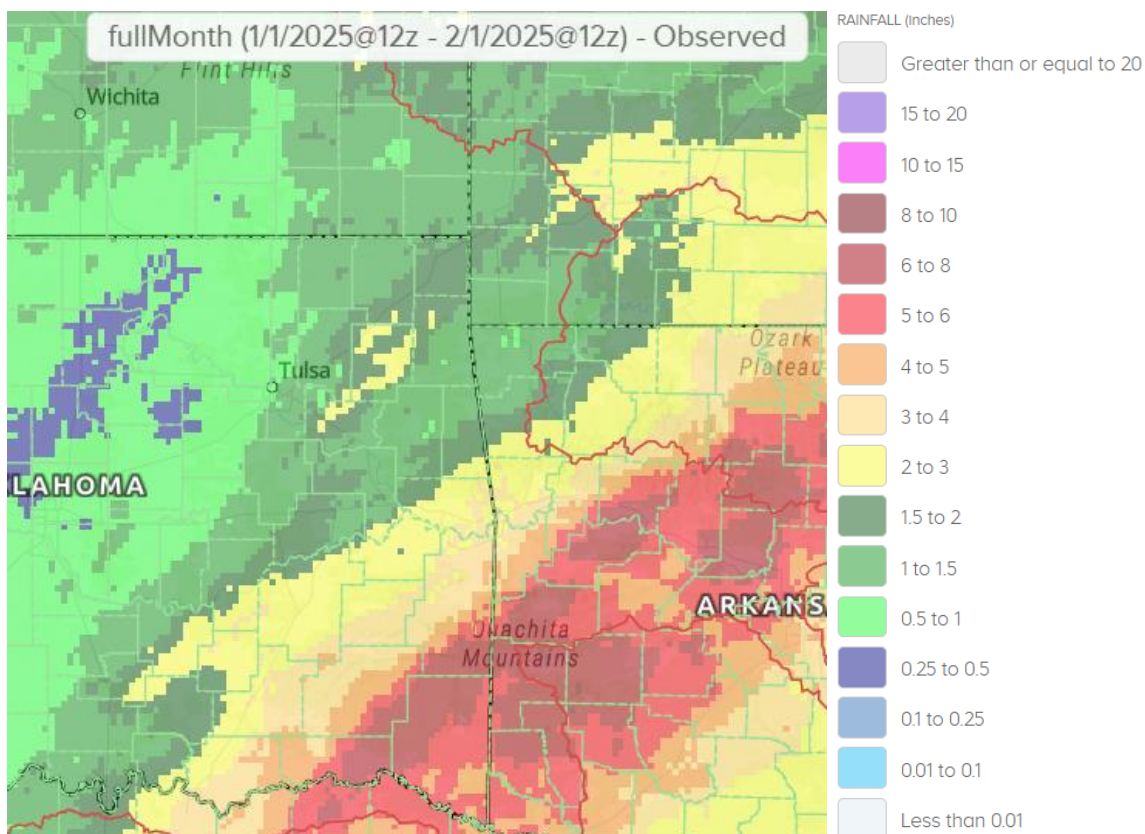 fullMonth (1/1/2025@12z - 2/1/2025@12z) - Observed
RAINFALL (Inches)
Greater than or equal to 20
Flint Hills
Wichita
15 to 20
10 to 15
8 to 10
6 to 8
5 to 6
Ozark
Plateau
Tulsa
4 to 5
3 to 4
2 to 3
LAHOMA
1.5 to 2
1 to 1.5
ARKANS
0.5 to 1
Ouachita
Mountains
0.25 to 0.5
0.1 to 0.25
0.01 to 0.1
Less than 0.01